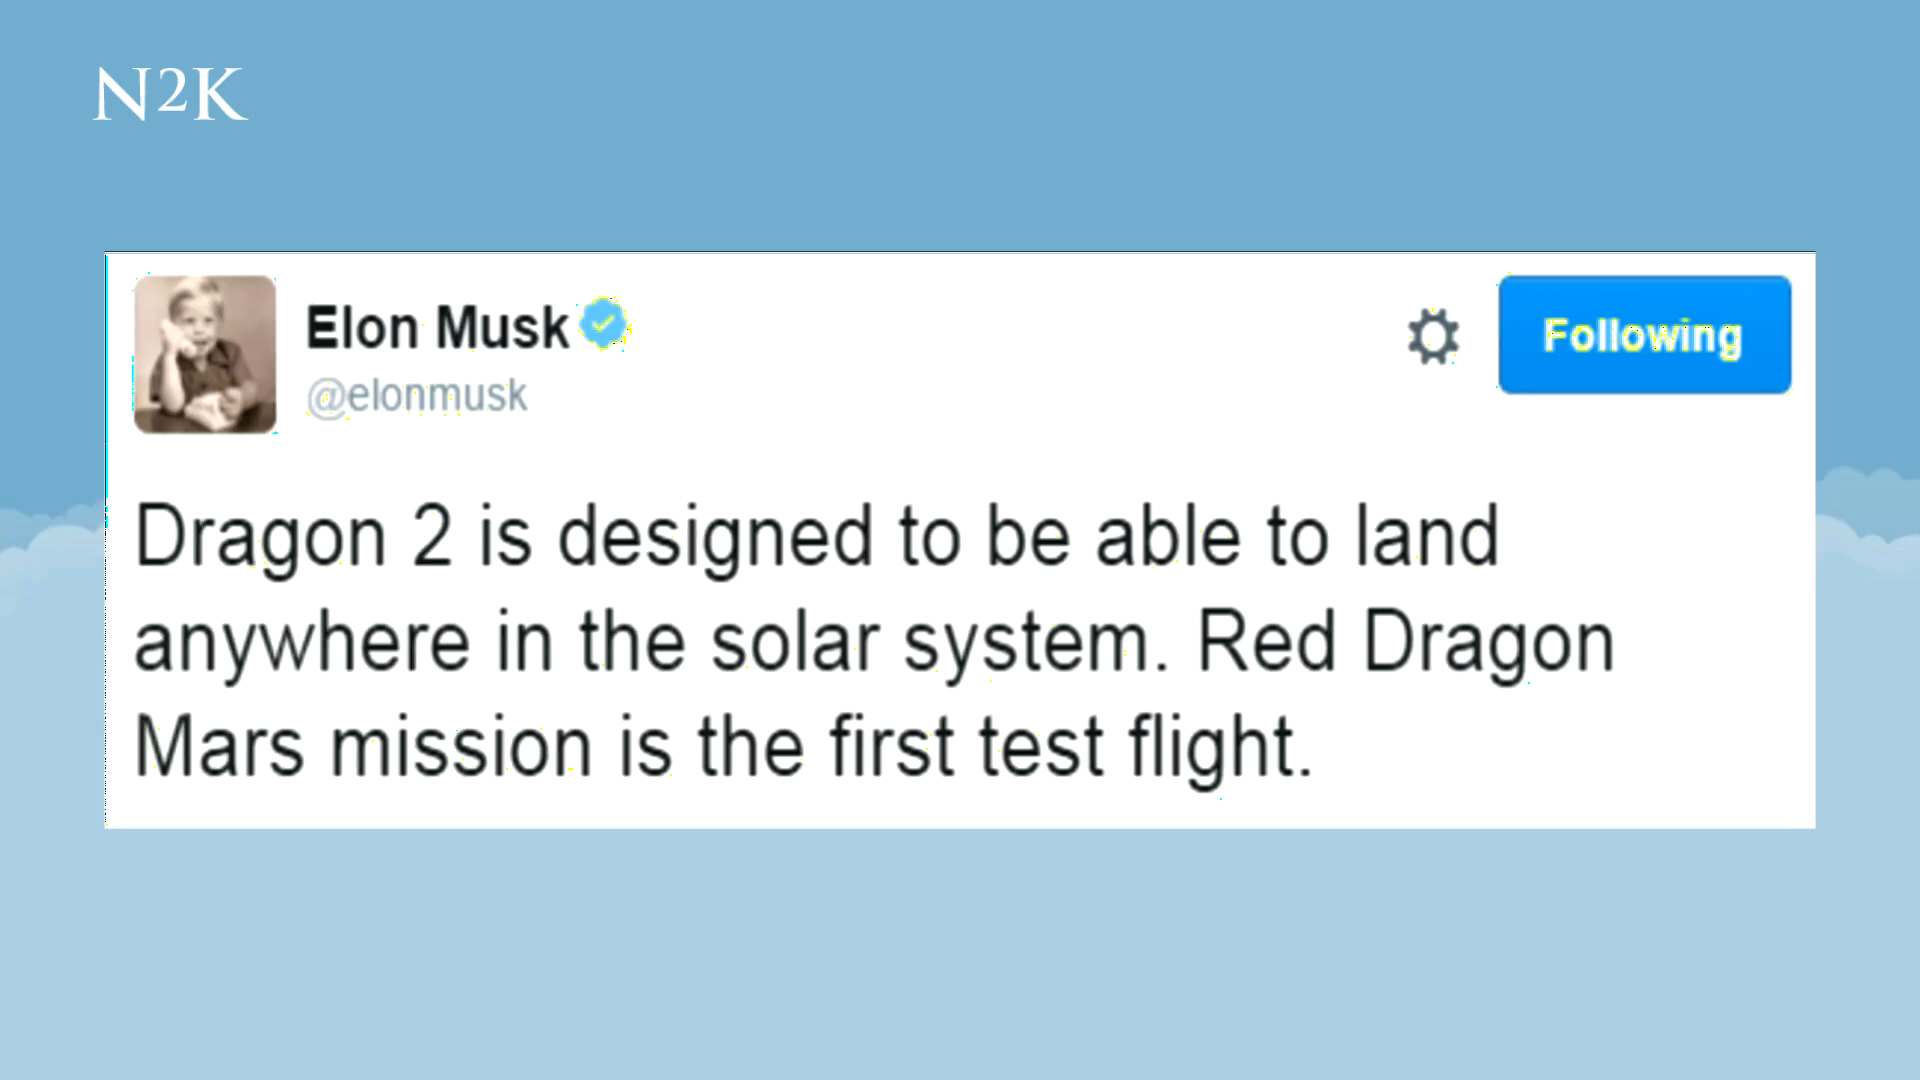 N2K
Elon Musk
@elonmusk
Following
Dragon 2 is designed to be able to land
anywhere in the solar system. Red Dragon
Mars mission is the first test flight.